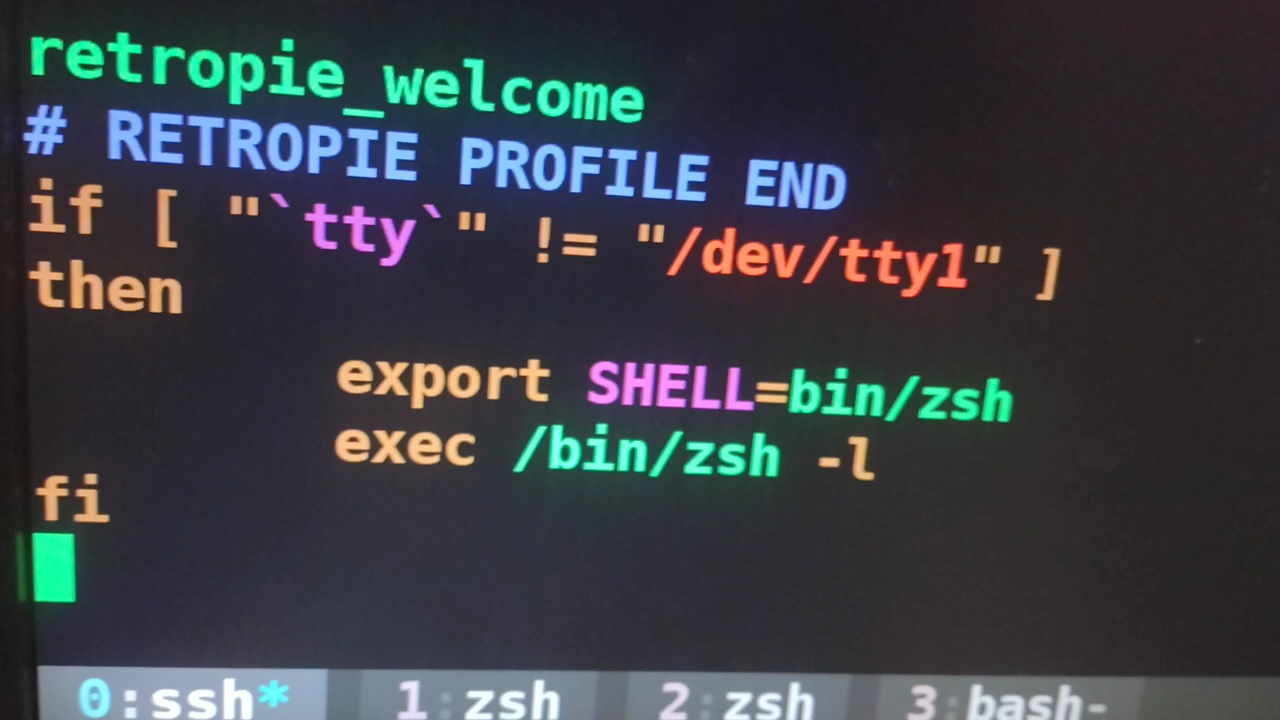 retropie_welcome
# RETROPIE PROFILE END
if [ "`tty`" != "/dev/tty1" ]
then
export SHELL=bin/zsh
exec /bin/zsh -l
fi
0:ssh* 1:zsh 2:zsh 3:bash-